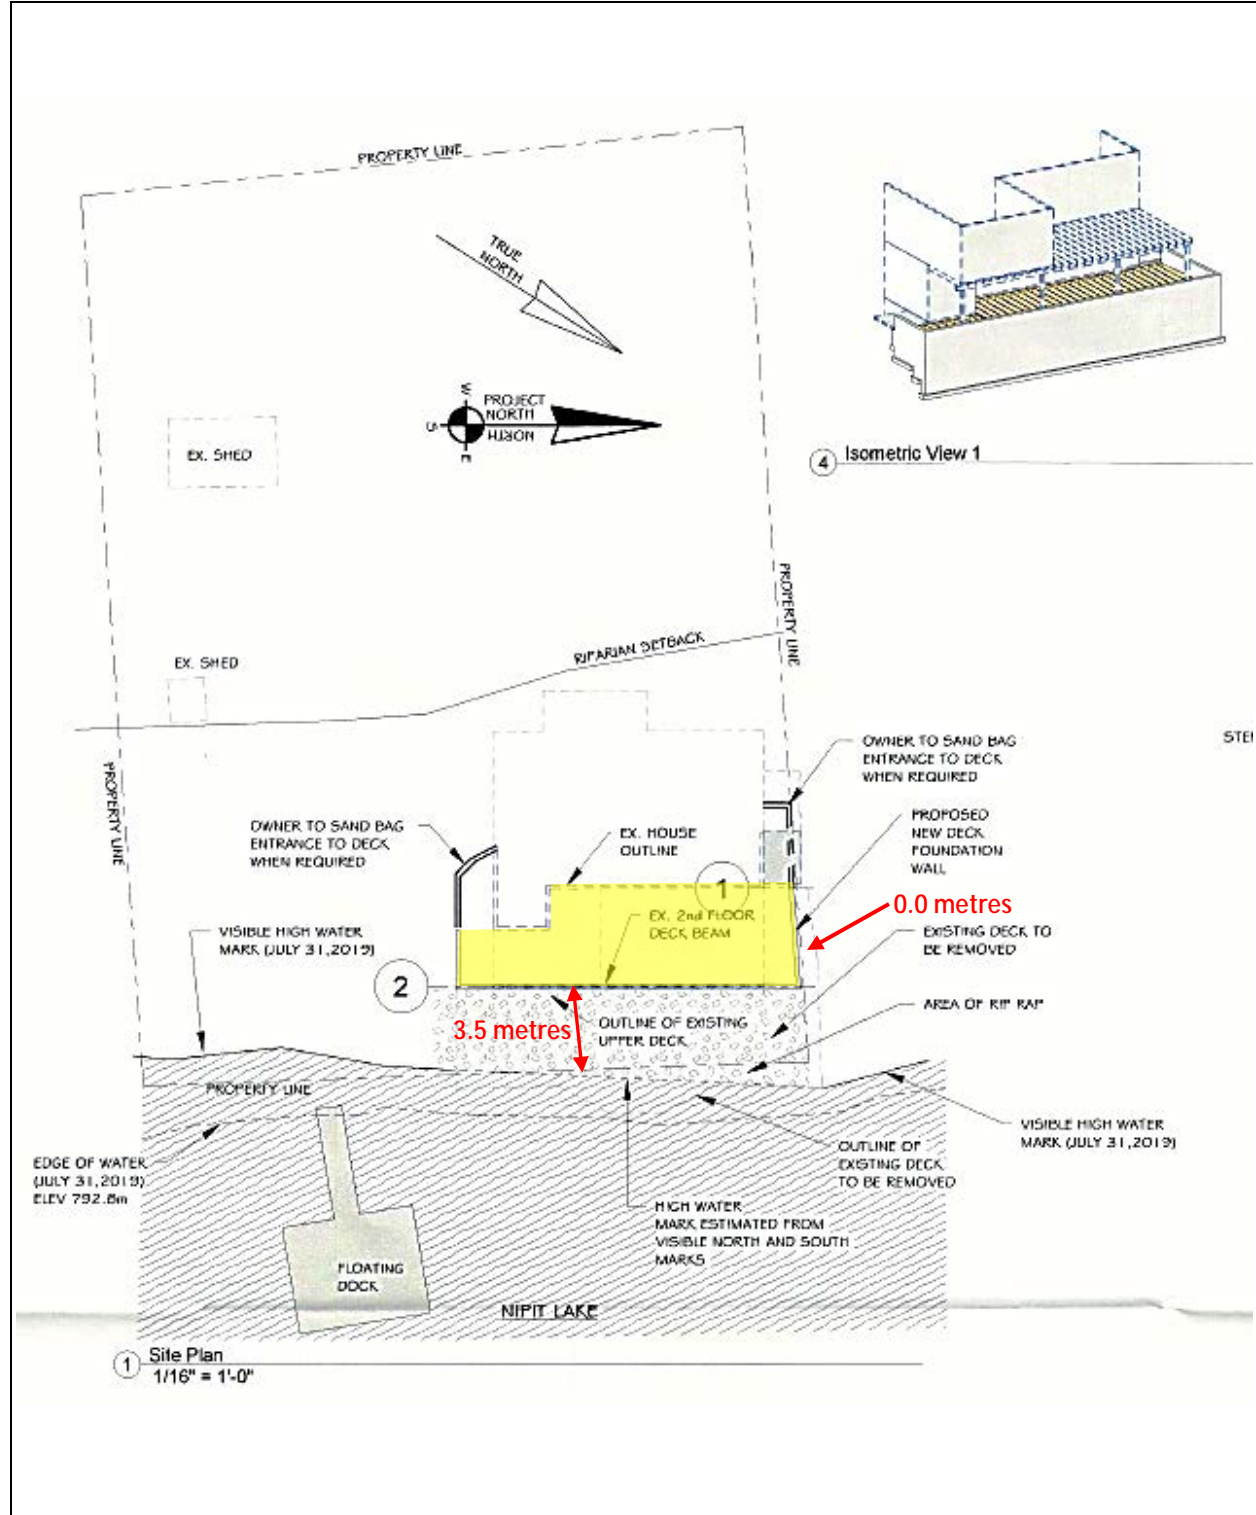 PROPERTY LINE
TRUE
NORTH
W
PROJECT
NORTH
NORTH
S
E
EX. SHED
4
Isometric View 1
PROPERTY LINE
RIPARIAN SETBACK
EX. SHED
PROPERTY LINE
OWNER TO SAND BAG
ENTRANCE TO DECK
WHEN REQUIRED
STE
OWNER TO SAND BAG
ENTRANCE TO DECK
WHEN REQUIRED
EX. HOUSE
OUTLINE
PROPOSED
NEW DECK
FOUNDATION
WALL
1
0.0 metres
EX. 2nd FLOOR
DECK BEAM
VISIBLE HIGH WATER
MARK (JULY 31,2019)
EXISTING DECK TO
BE REMOVED
2
AREA OF RIP RAP
3.5 metres
OUTLINE OF EXISTING
UPPER DECK
PROPERTY LINE
VISIBLE HIGH WATER
MARK (JULY 31,2019)
EDGE OF WATER
(JULY 31,2019)
ELEV 792.8m
OUTLINE OF
EXISTING DECK
TO BE REMOVED
HIGH WATER
MARK ESTIMATED FROM
VISIBLE NORTH AND SOUTH
MARKS
FLOATING
DOCK
NIPIT LAKE
1
Site Plan
1/16" = 1'-0"